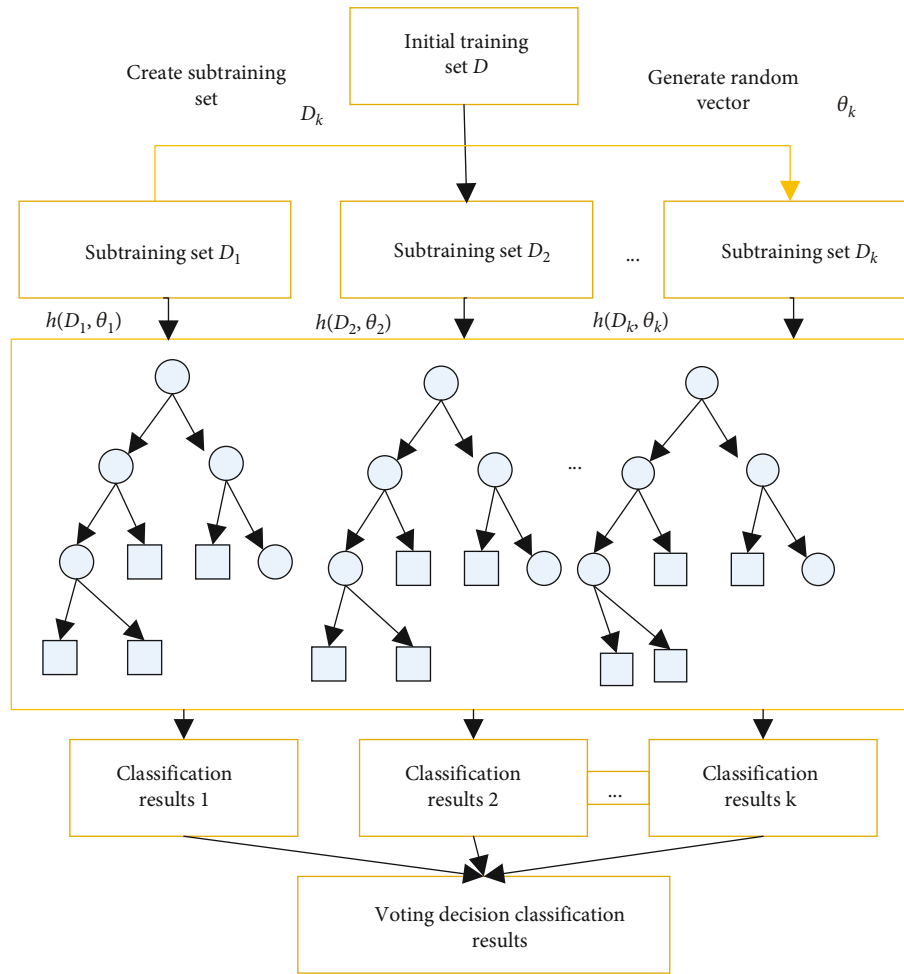 Initial training
set D
Create subtraining
set
D_k
Generate random
vector
θ_k
Subtraining set D_1
Subtraining set D_2
...
Subtraining set D_k
h(D_1, θ_1)
h(D_2, θ_2)
h(D_k, θ_k)
...
Classification
results 1
Classification
results 2
...
Classification
results k
Voting decision classification
results